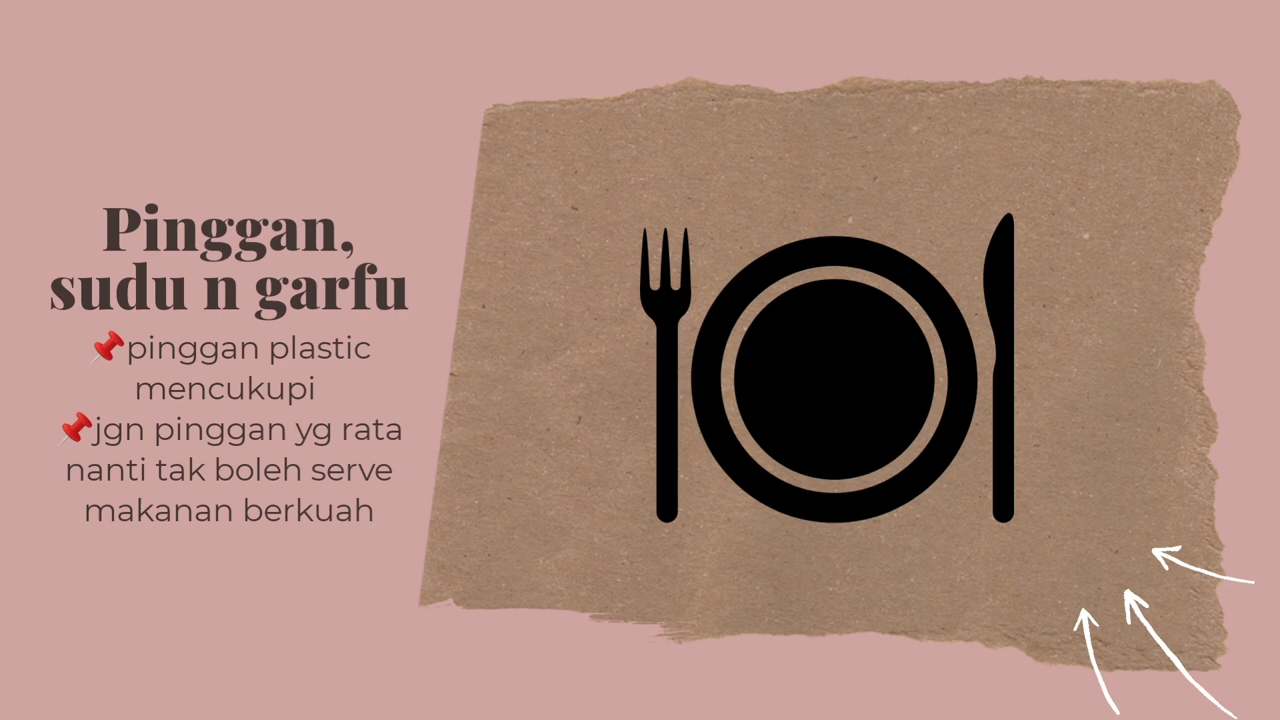 Pinggan,
sudu n garfu
📌pinggan plastic
mencukupi
📌jgn pinggan yg rata
nanti tak boleh serve
makanan berkuah